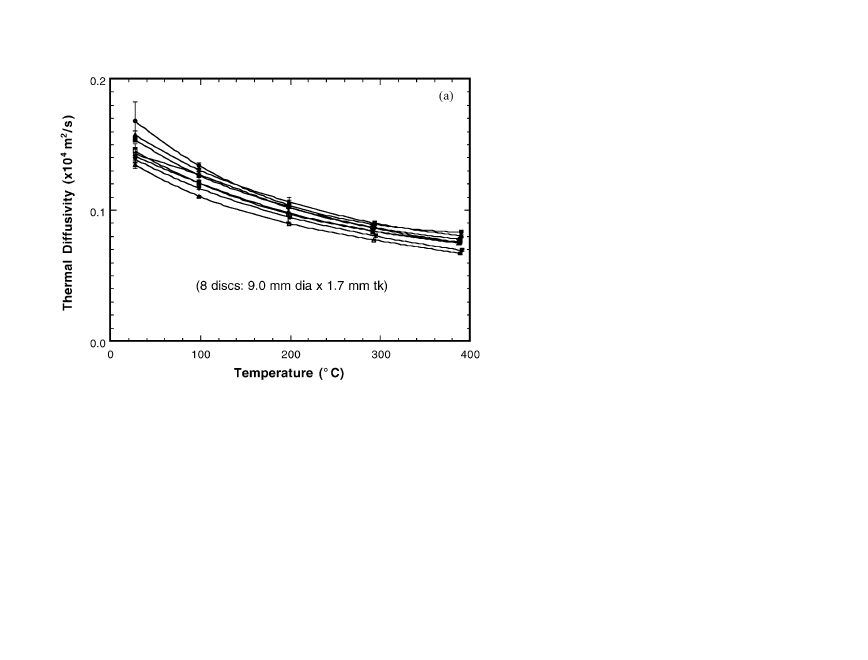 0.2
(a)
Thermal Diffusivity (x10⁴ m²/s)
0.1
(8 discs: 9.0 mm dia x 1.7 mm tk)
0.0
0 100 200 300 400
Temperature (°C)